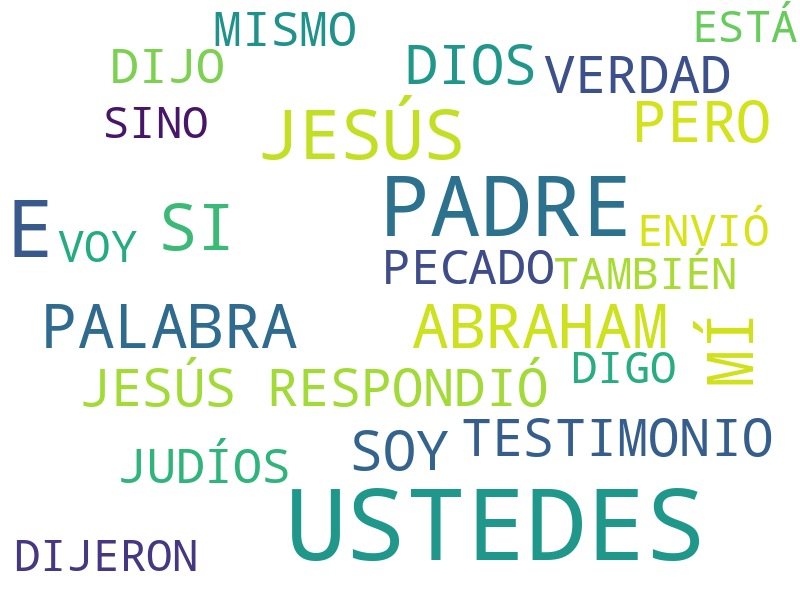 MISMO
ESTÁ
DIJO
DIOS
VERDAD
SINO
JESÚS
PERO
PADRE
E
VOY
SI
ENVIÓ
PECADO
TAMBIÉN
PALABRA
ABRAHAM
MÍ
DIGO
JESÚS RESPONDIÓ
SOY
TESTIMONIO
JUDÍOS
USTEDES
DIJERON